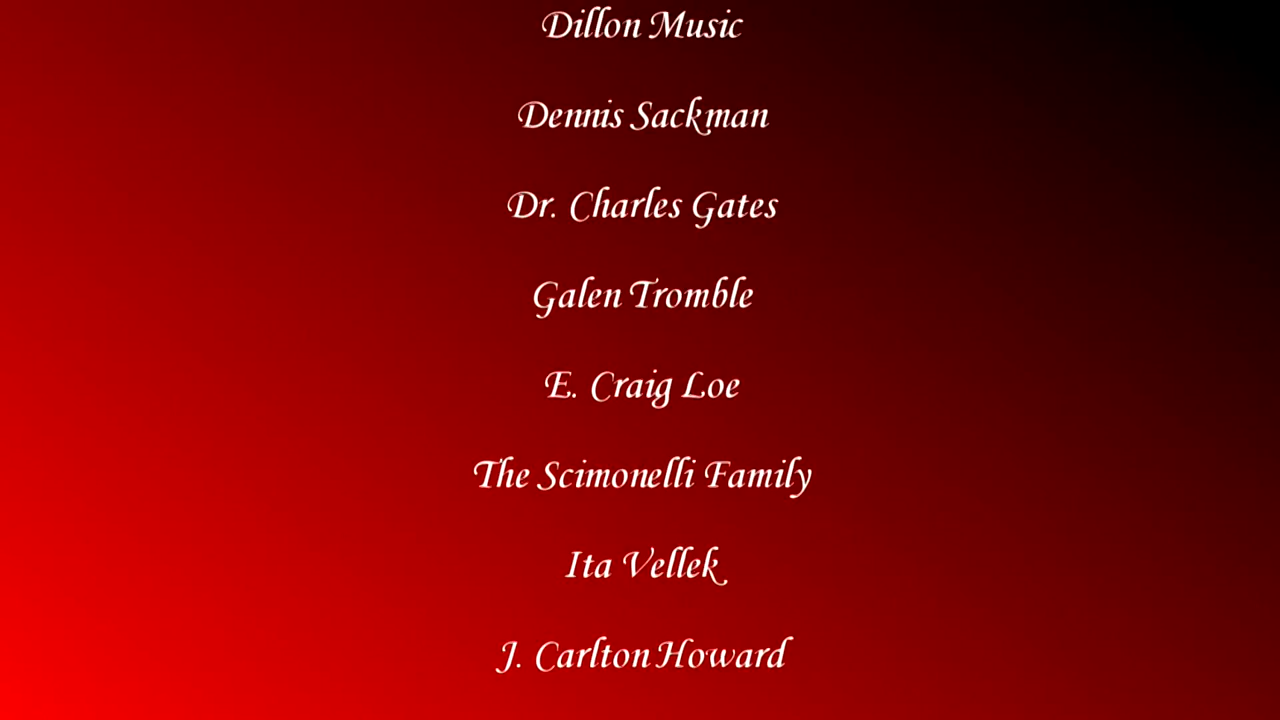 Dillon Music
Dennis Sackman
Dr. Charles Gates
Galen Tromble
E. Craig Loe
The Scimonelli Family
Ita Vellek
J. Carlton Howard